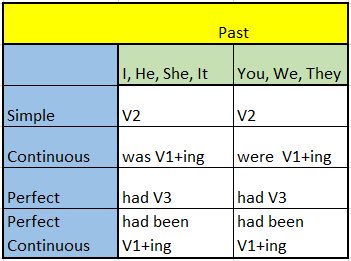 Past
I, He, She, It You, We, They
Simple V2 V2
Continuous was V1+ing were V1+ing
Perfect had V3 had V3
Perfect had been had been
Continuous V1+ing V1+ing